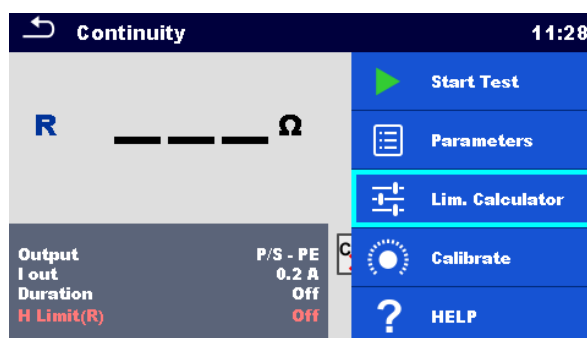 Continuity 11:28
Start Test
R ___ Ω
Parameters
Lim. Calculator
Output P/S - PE
I out 0.2 A
Duration Off
H Limit(R) Off
C
Calibrate
? HELP